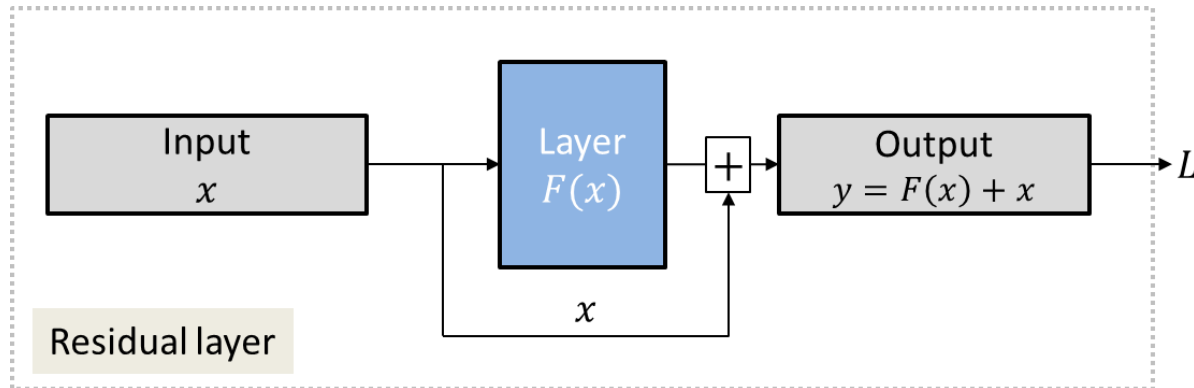 Input
x
Layer
F(x)
+
Output
y = F(x) + x
L
x
Residual layer